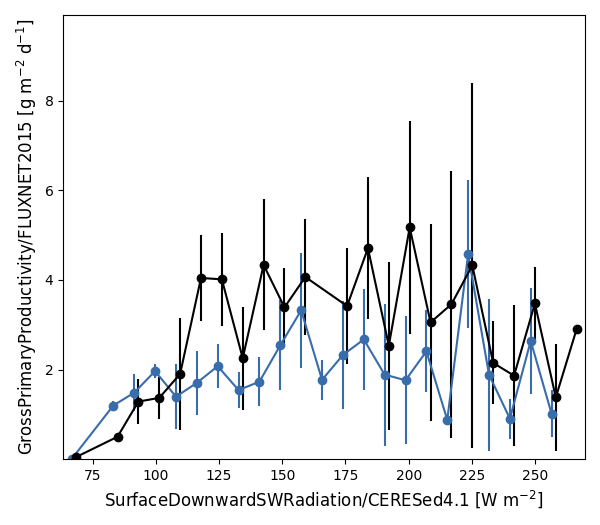 GrossPrimaryProductivity/FLUXNET2015 [g m⁻² d⁻¹]
8
6
4
2
75 100 125 150 175 200 225 250
SurfaceDownwardSWRadiation/CERESed4.1 [W m⁻²]